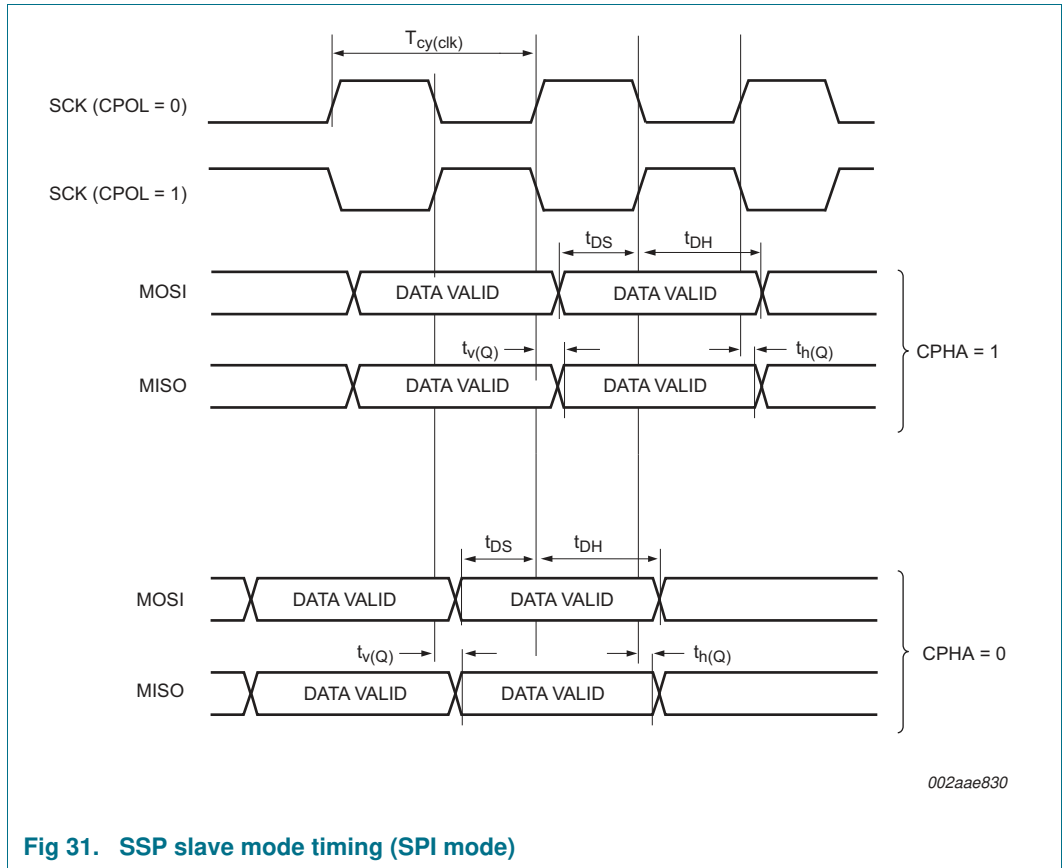 Tcy(clk)
SCK (CPOL = 0)
SCK (CPOL = 1)
tDS tDH
MOSI DATA VALID DATA VALID
tv(Q) th(Q)
MISO DATA VALID DATA VALID
CPHA = 1
tDS tDH
MOSI DATA VALID DATA VALID
tv(Q) th(Q)
MISO DATA VALID DATA VALID
CPHA = 0
002aae830
Fig 31. SSP slave mode timing (SPI mode)